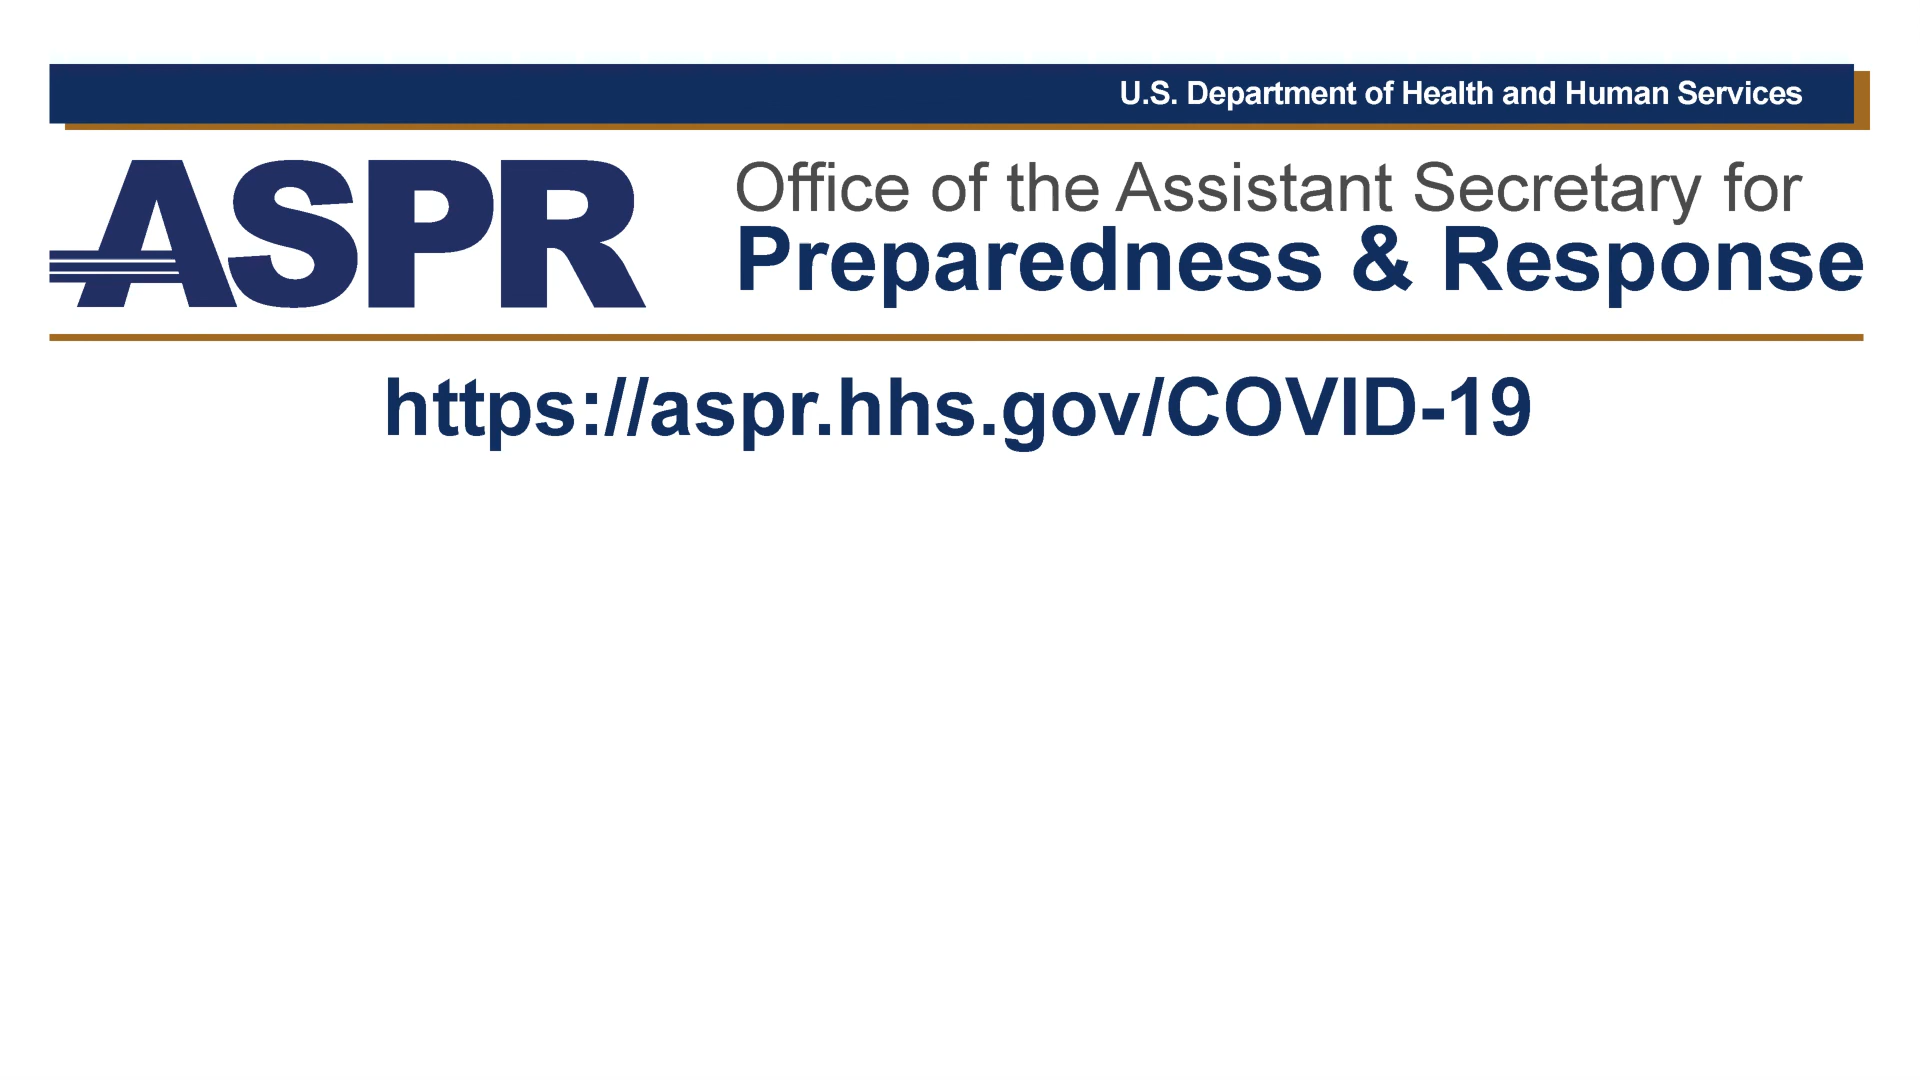 U.S. Department of Health and Human Services
ASPR
Office of the Assistant Secretary for
Preparedness & Response
https://aspr.hhs.gov/COVID-19